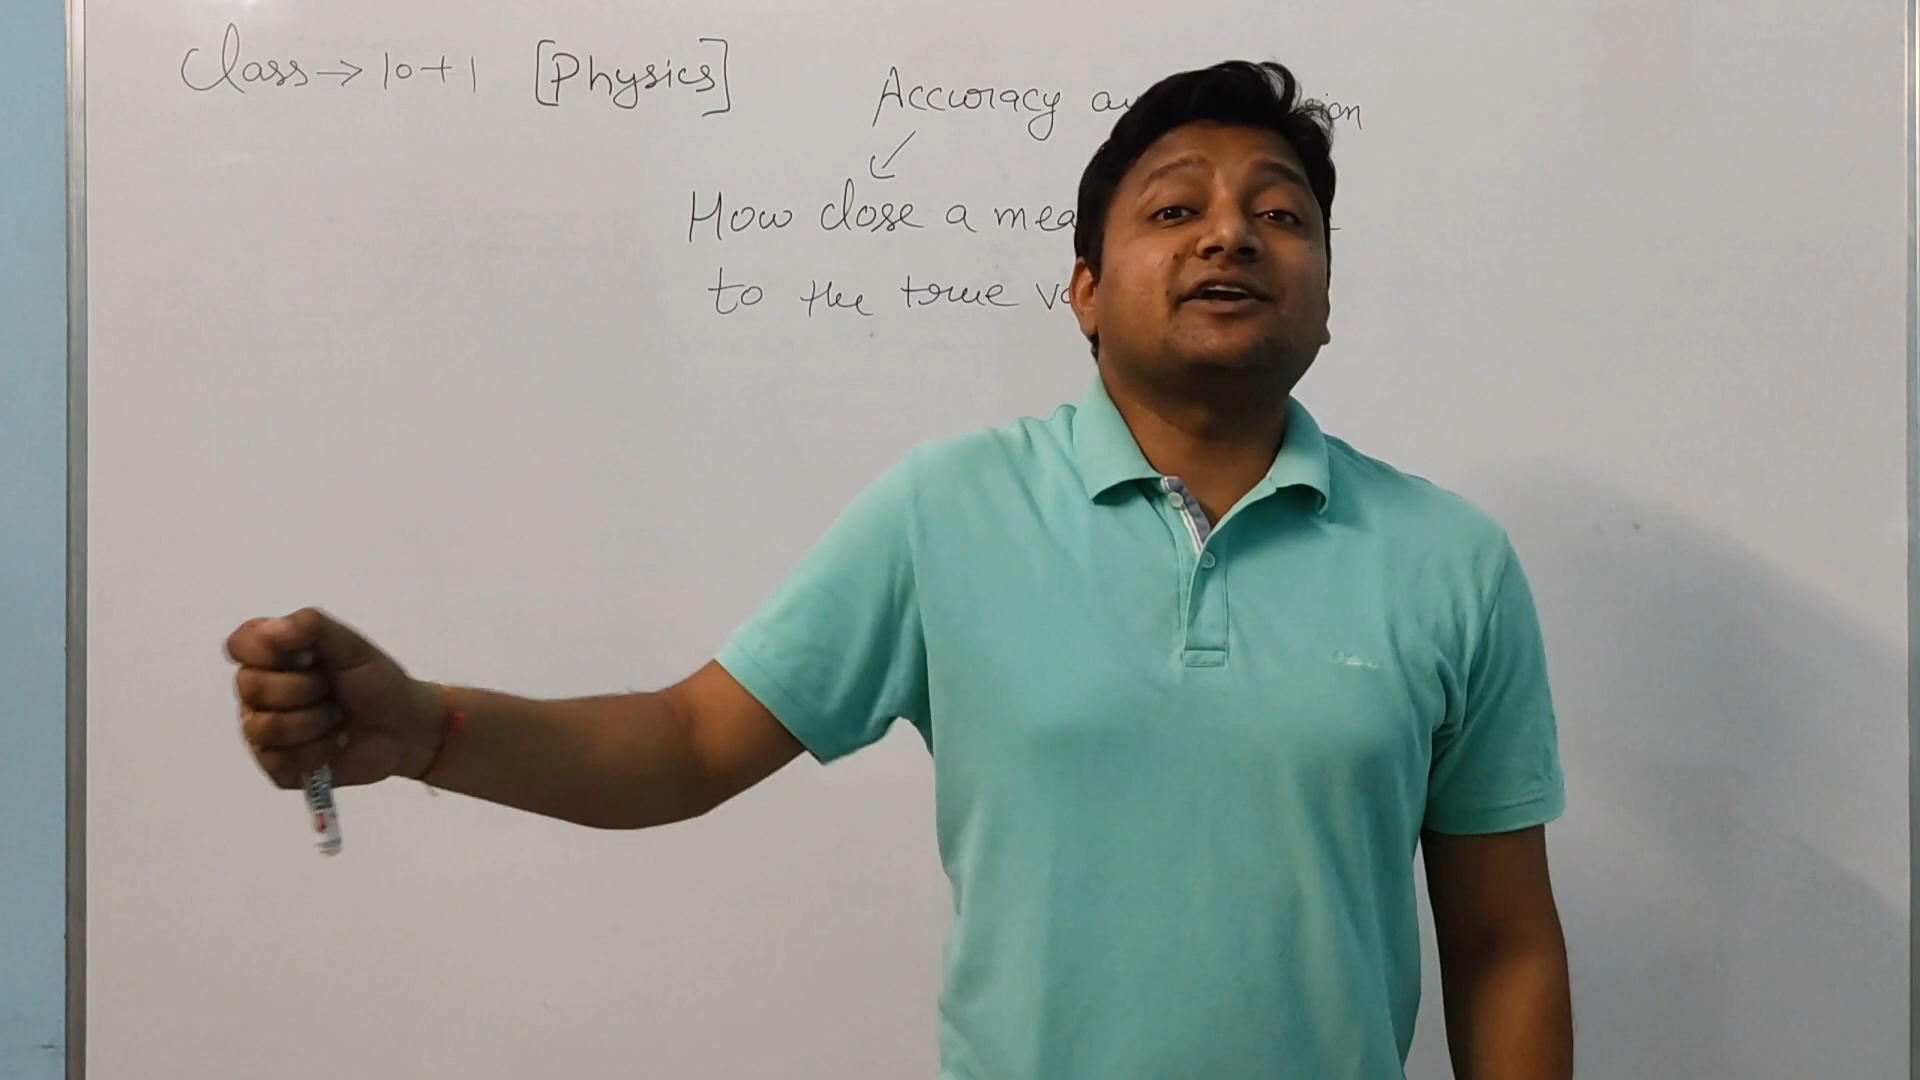 Class → 10+1 [Physics]
Accuracy
How close a
to the true